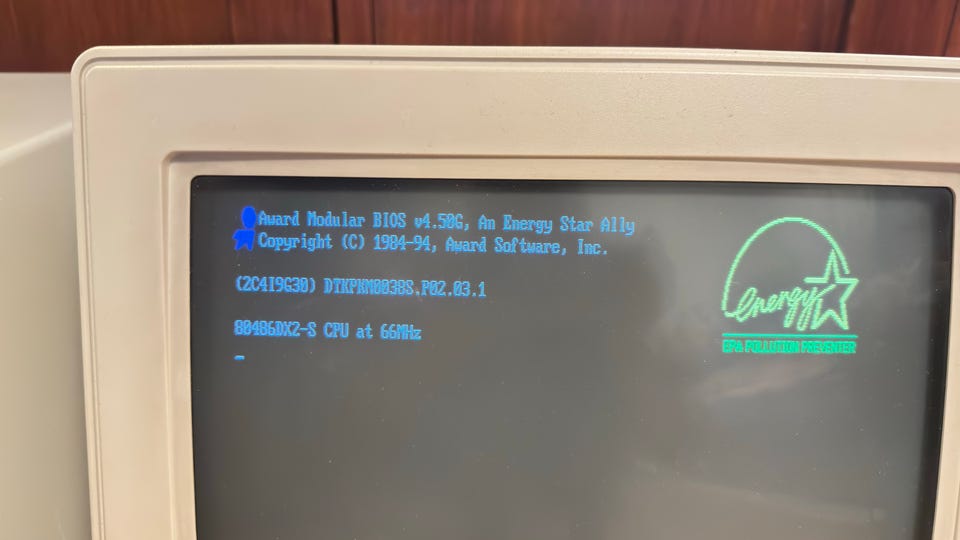 Award Modular BIOS v4.50G, An Energy Star Ally
Copyright (C) 1984-94, Award Software, Inc.
(2C4I9G30) DTKPKM0038S.P02.03.1
80486DX2-S CPU at 66MHz
energy
EPA POLLUTION PREVENTER